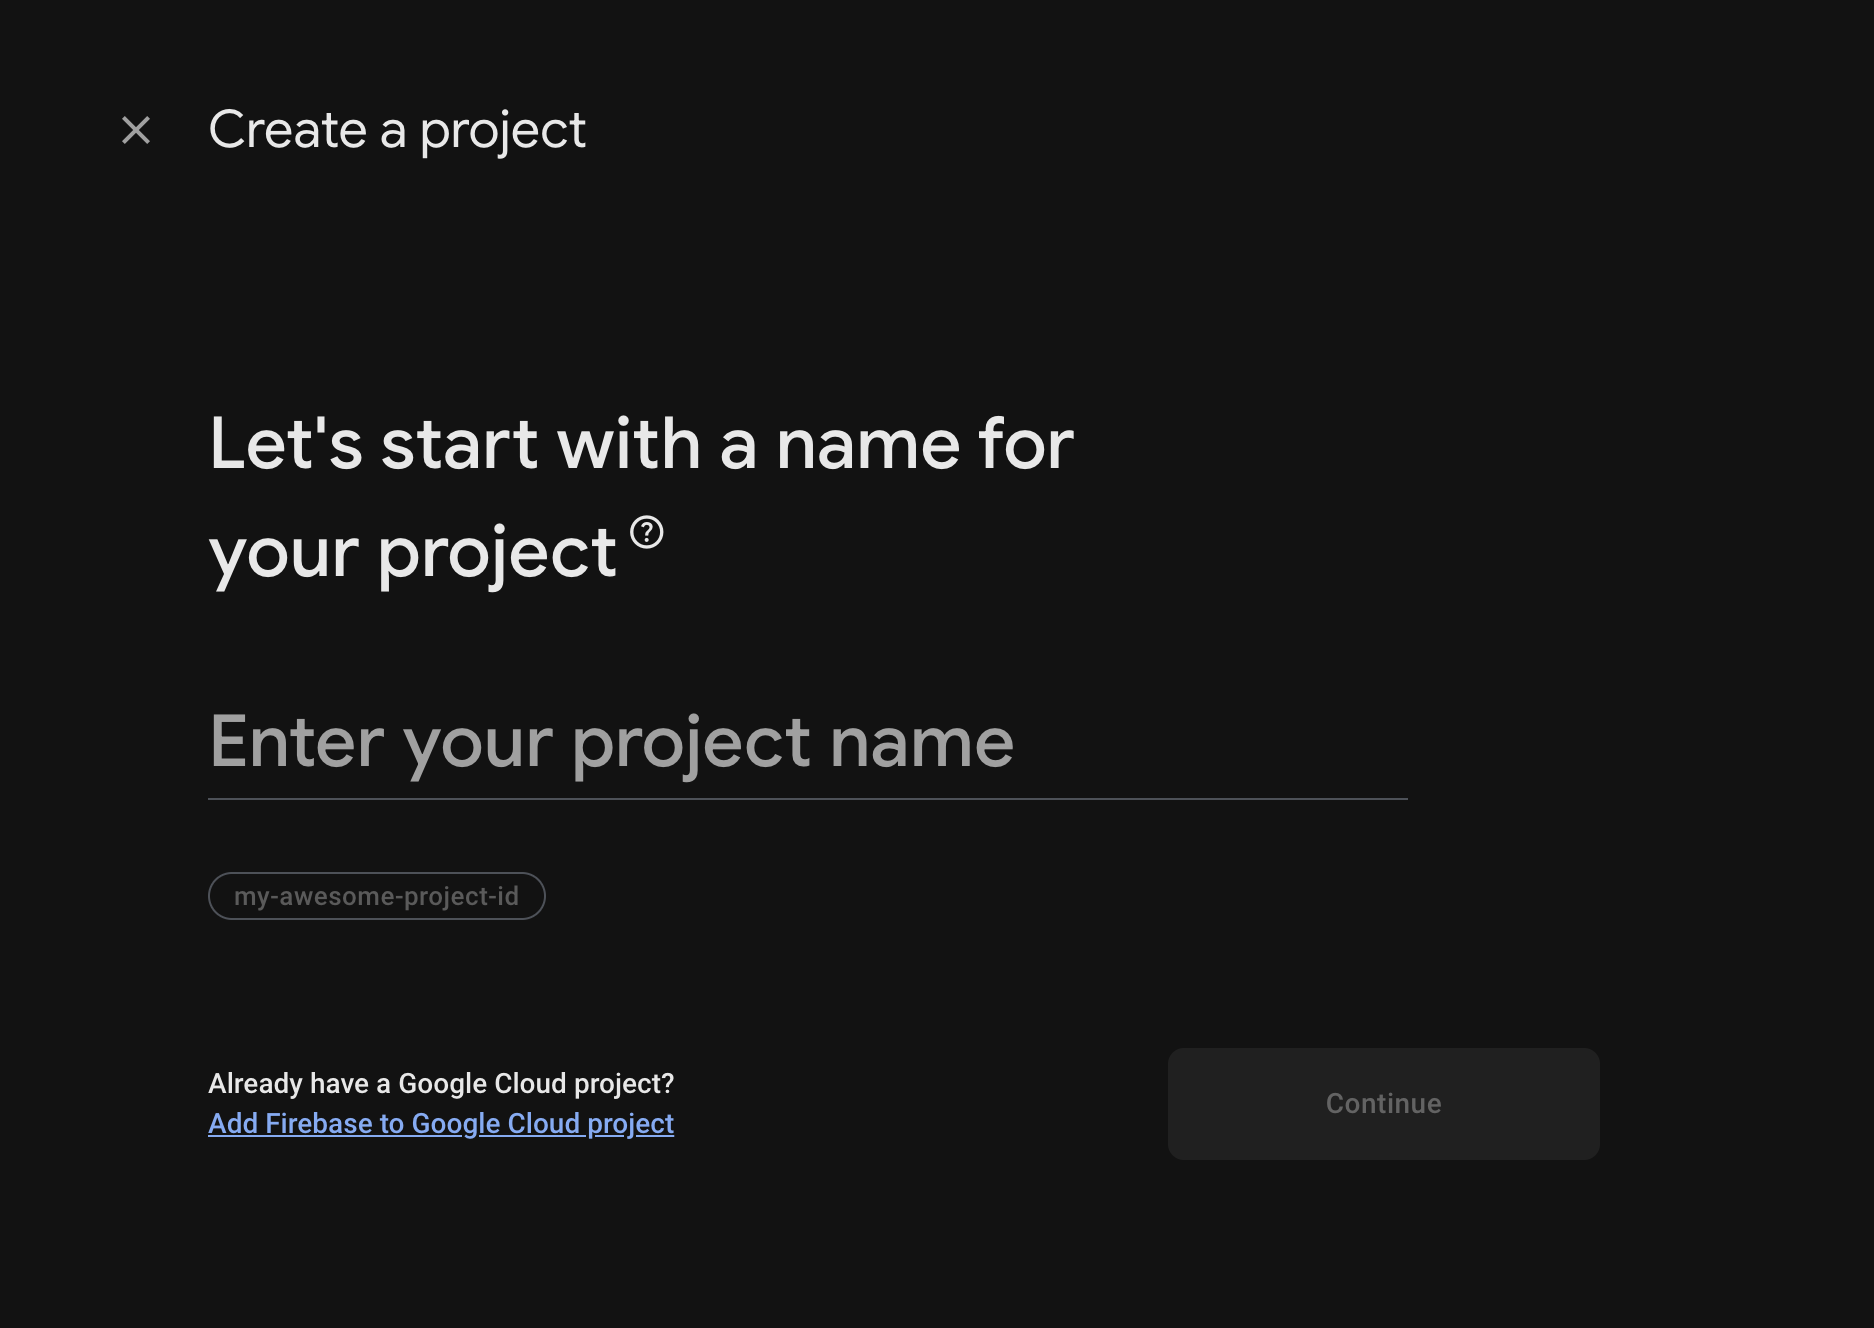 Create a project
Let's start with a name for
your project
Enter your project name
my-awesome-project-id
Already have a Google Cloud project?
Add Firebase to Google Cloud project
Continue